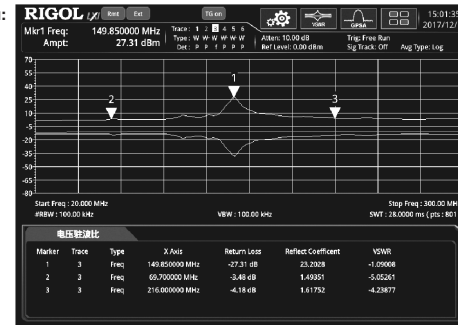 :
RIGOL LXI Rmt Ext TG on VSWR GPSA 15:01:35
2017/12/
Mkr1 Freq: 149.850000 MHz
Ampt: 27.31 dBm
Trace: 1 2 3 4 5 6
Type: W W W W W W
Det: P P P P P P
Atten: 10.00 dB
Ref Level: 0.00 dBm
Trig: Free Run
Sig Track: Off Avg Type: Log
70
55
40
25
10
-5
-20
-35
-50
-65
-80
1
2
3
Start Freq : 20.000 MHz Stop Freq : 300.00 MH
#RBW : 100.00 kHz VBW : 100.00 kHz SWT : 28.0000 ms ( pts : 801
电压驻波比
Marker Trace Type X Axis Return Loss Reflect Coefficent VSWR
1 3 Freq 149.850000 MHz -27.31 dB 23.2028 -1.09008
2 3 Freq 69.700000 MHz -3.48 dB 1.49351 -5.05261
3 3 Freq 216.000000 MHz -4.18 dB 1.61752 -4.23877